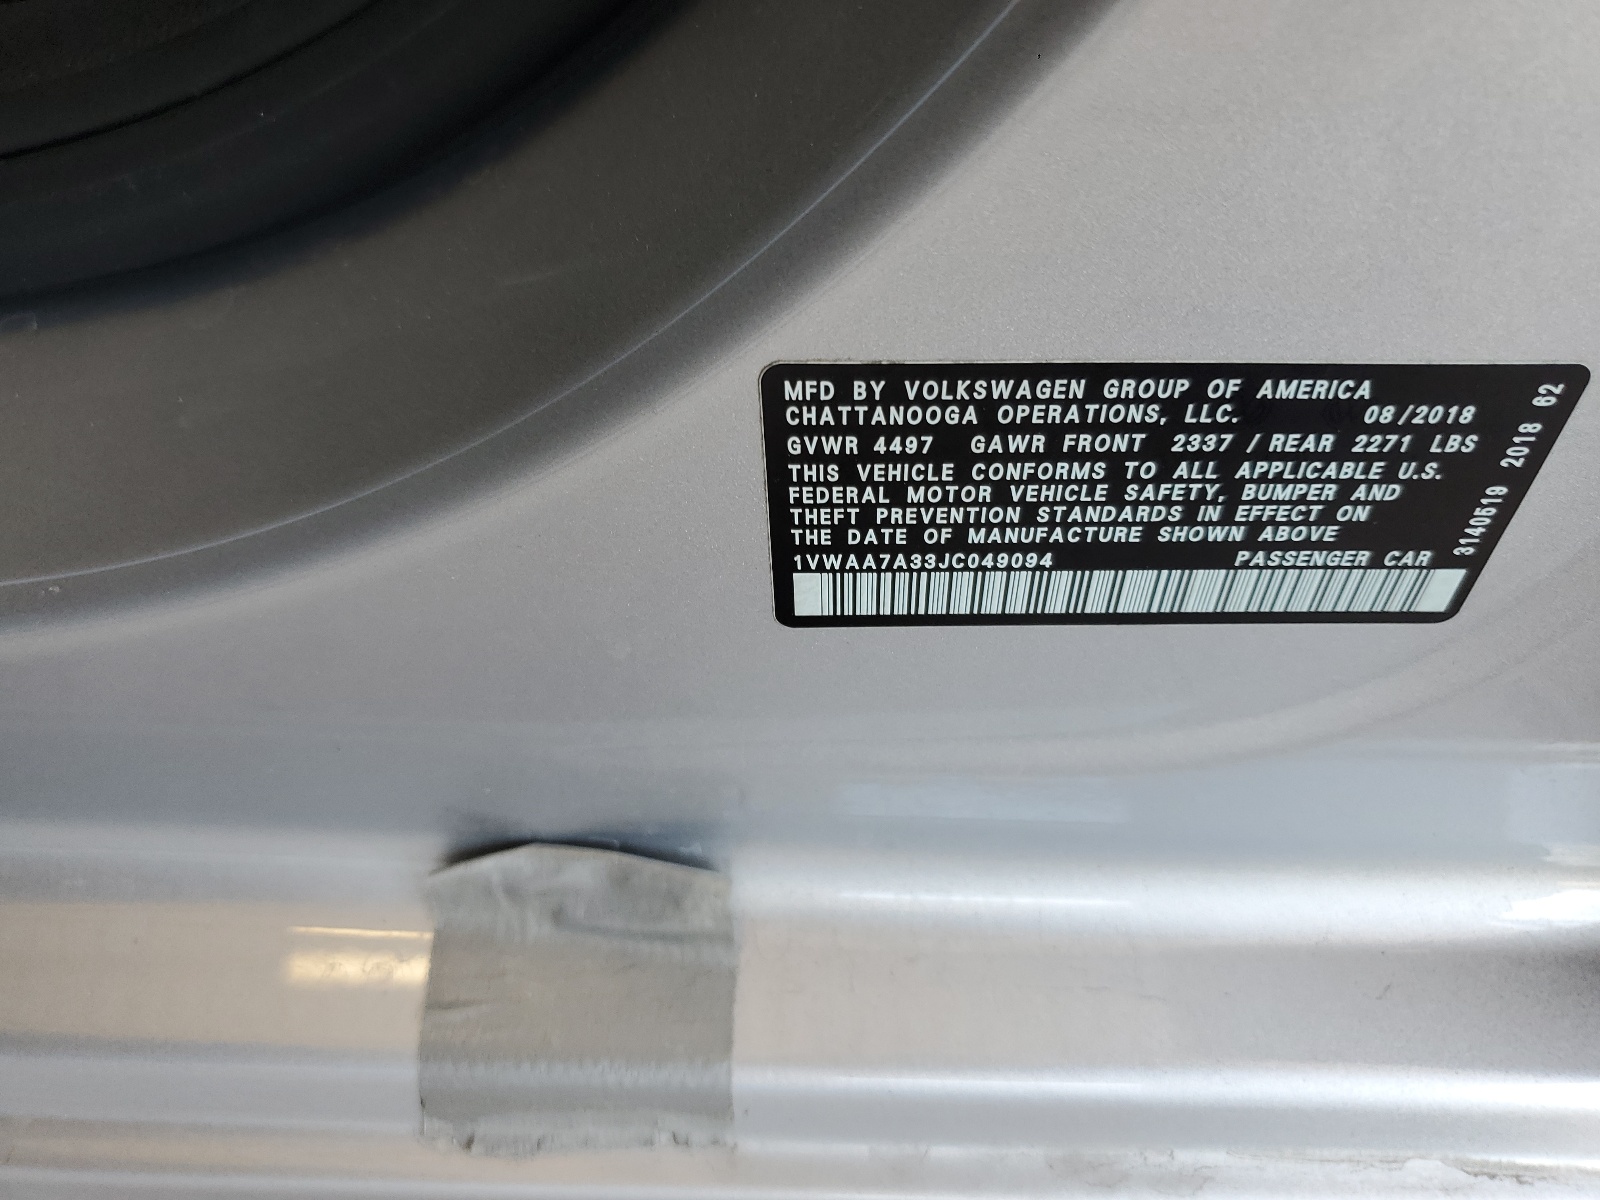 MFD BY VOLKSWAGEN GROUP OF AMERICA
CHATTANOOGA OPERATIONS, LLC. 08/2018
GVWR 4497 GAWR FRONT 2337 / REAR 2271 LBS
THIS VEHICLE CONFORMS TO ALL APPLICABLE U.S.
FEDERAL MOTOR VEHICLE SAFETY, BUMPER AND
THEFT PREVENTION STANDARDS IN EFFECT ON
THE DATE OF MANUFACTURE SHOWN ABOVE
1VWAA7A33JC049094 PASSENGER CAR
3140519 2018 62